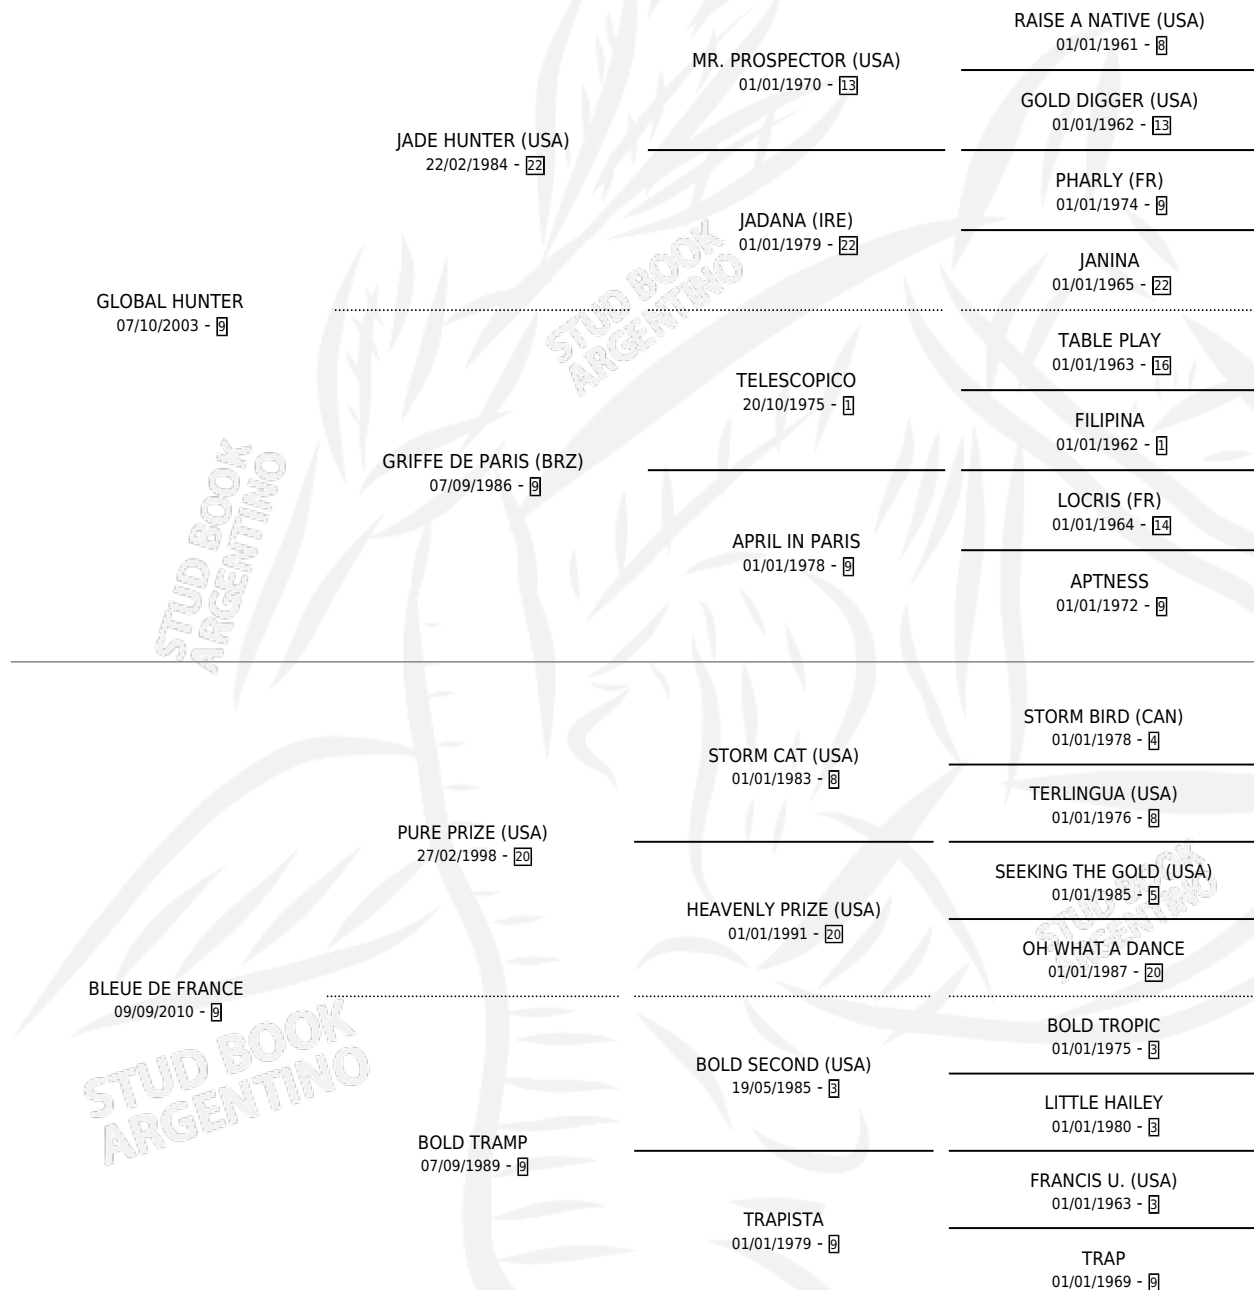 RAISE A NATIVE (USA)
01/01/1961 - 8
MR. PROSPECTOR (USA)
01/01/1970 - 13
GOLD DIGGER (USA)
01/01/1962 - 13
JADE HUNTER (USA)
22/02/1984 - 22
PHARLY (FR)
01/01/1974 - 9
JADANA (IRE)
01/01/1979 - 22
JANINA
01/01/1965 - 22
GLOBAL HUNTER
07/10/2003 - 9
STUD BOOK
ARGENTINO
TABLE PLAY
01/01/1963 - 16
TELESCOPICO
20/10/1975 - 1
FILIPINA
01/01/1962 - 1
GRIFFE DE PARIS (BRZ)
07/09/1986 - 9
LOCRIS (FR)
01/01/1964 - 14
APRIL IN PARIS
01/01/1978 - 9
APTNESS
01/01/1972 - 9
STUD BOOK
ARGENTINO
STORM BIRD (CAN)
01/01/1978 - 4
STORM CAT (USA)
01/01/1983 - 8
TERLINGUA (USA)
01/01/1976 - 8
PURE PRIZE (USA)
27/02/1998 - 20
SEEKING THE GOLD (USA)
01/01/1985 - 5
HEAVENLY PRIZE (USA)
01/01/1991 - 20
OH WHAT A DANCE
01/01/1987 - 20
STUD BOOK
ARGENTINO
BLEUE DE FRANCE
09/09/2010 - 9
BOLD TROPIC
01/01/1975 - 3
BOLD SECOND (USA)
19/05/1985 - 3
LITTLE HAILEY
01/01/1980 - 3
STUD BOOK
ARGENTINO
BOLD TRAMP
07/09/1989 - 9
FRANCIS U. (USA)
01/01/1963 - 3
TRAPISTA
01/01/1979 - 9
TRAP
01/01/1969 - 9